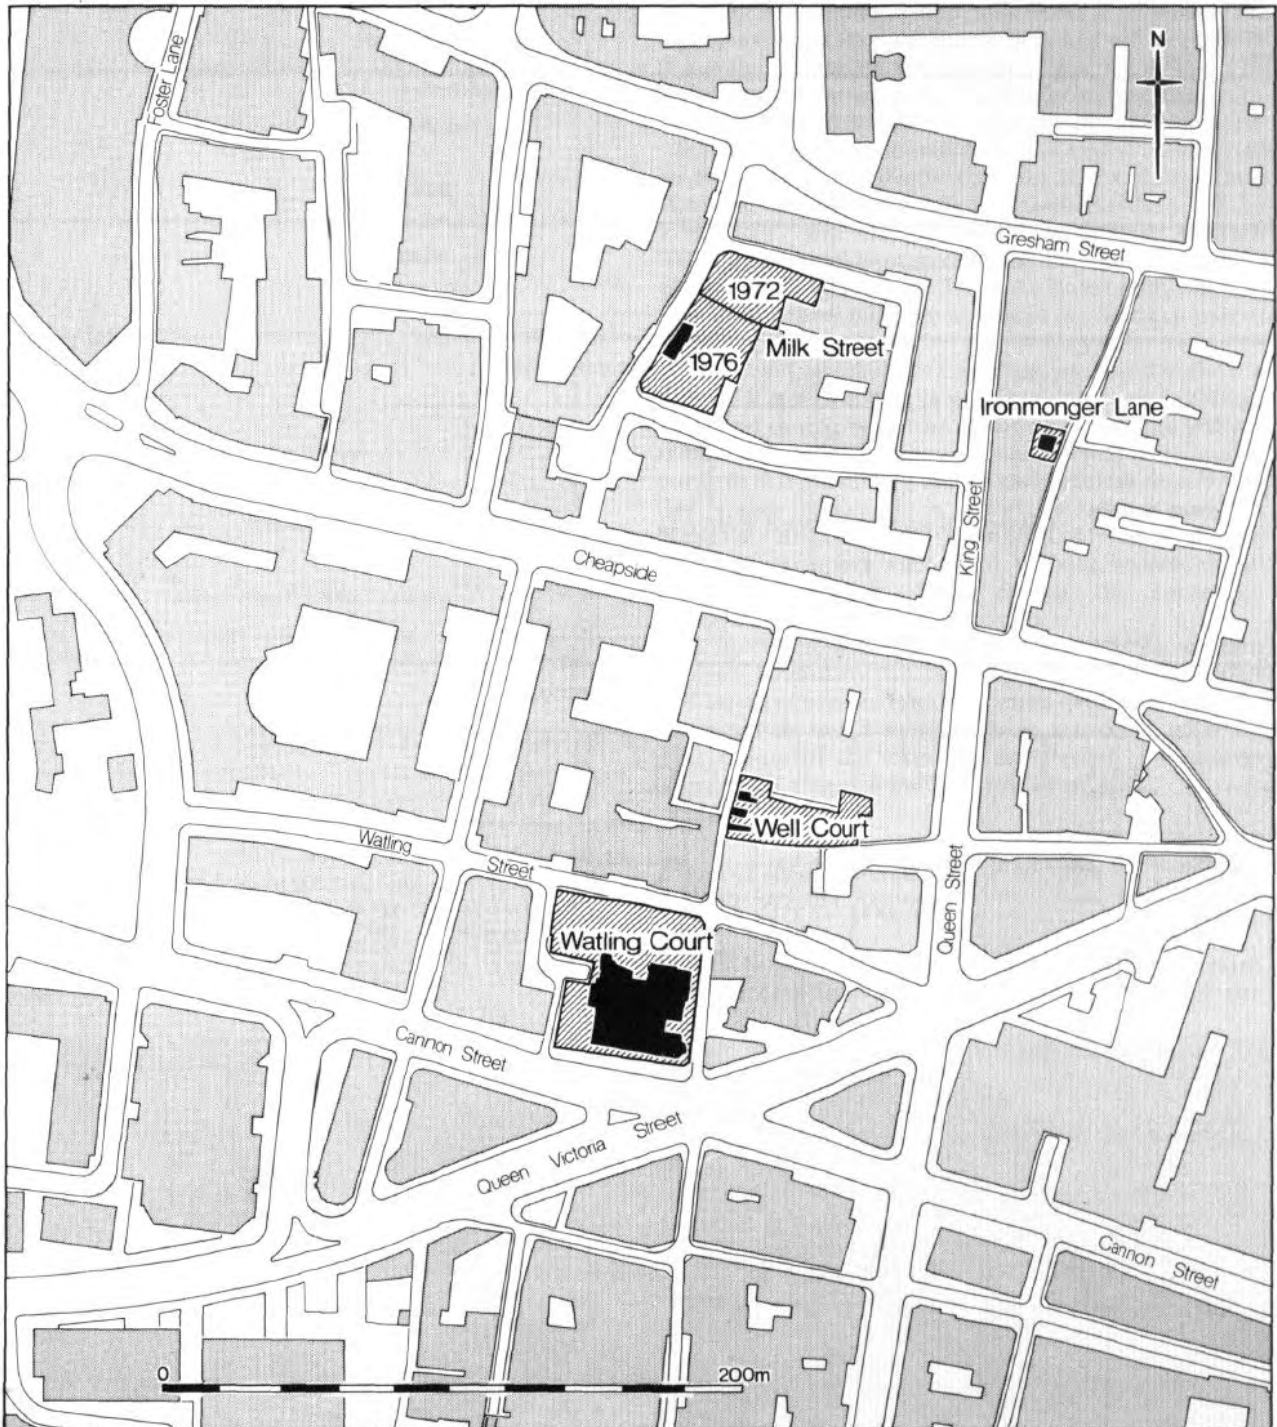 N
Foster Lane
Gresham Street
1972
Milk Street
1976
Ironmonger Lane
King Street
Cheapside
Well Court
Watling
Street
Queen Street
Watling Court
Cannon Street
Queen Victoria Street
Cannon Street
0
200m